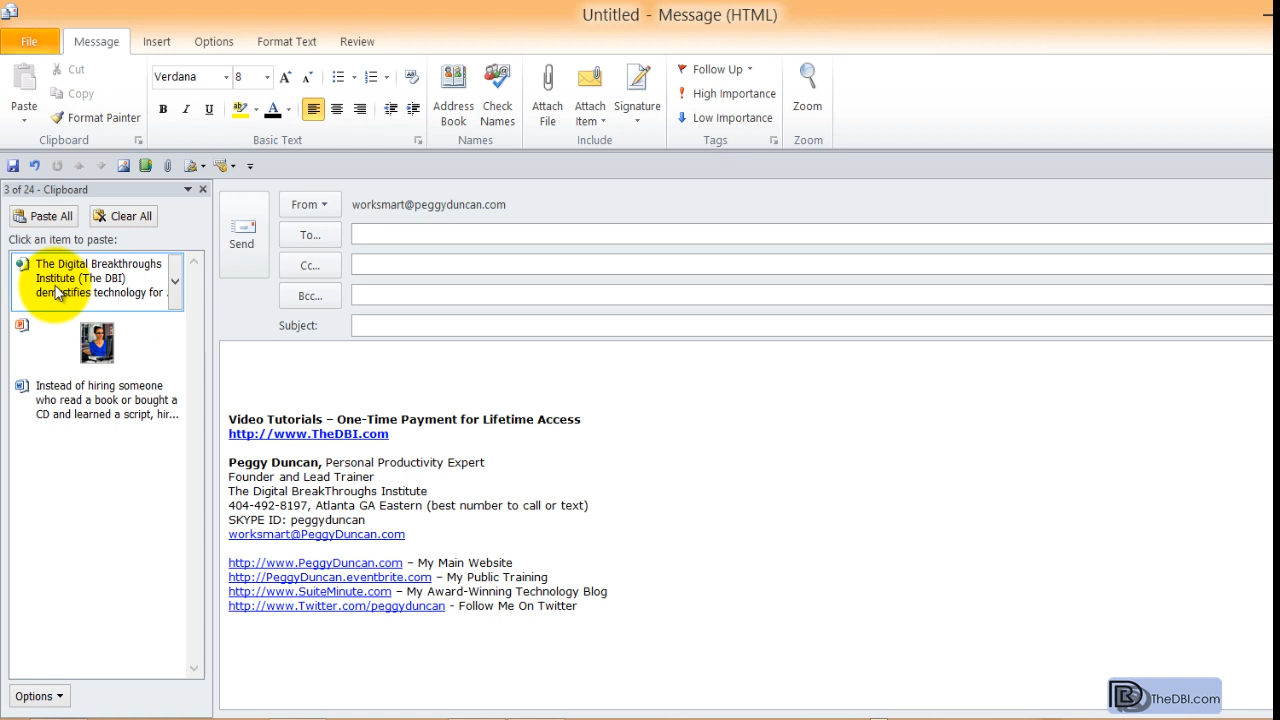 Untitled - Message (HTML)
File Message Insert Options Format Text Review
Paste
Cut
Copy
Format Painter
Clipboard
Verdana 8
B I U
A
Basic Text
Address Book
Check Names
Names
Attach File
Attach Item
Signature
Include
Follow Up
High Importance
Low Importance
Tags
Zoom
Zoom
3 of 24 - Clipboard
Paste All Clear All
Click an item to paste:
The Digital Breakthroughs
Institute (The DBI)
demystifies technology for .
Instead of hiring someone
who read a book or bought a
CD and learned a script, hir...
Options
Send
From worksmart@peggyduncan.com
To...
Cc...
Bcc...
Subject:
Video Tutorials – One-Time Payment for Lifetime Access
http://www.TheDBI.com
Peggy Duncan, Personal Productivity Expert
Founder and Lead Trainer
The Digital BreakThroughs Institute
404-492-8197, Atlanta GA Eastern (best number to call or text)
SKYPE ID: peggyduncan
worksmart@PeggyDuncan.com
http://www.PeggyDuncan.com – My Main Website
http://PeggyDuncan.eventbrite.com – My Public Training
http://www.SuiteMinute.com – My Award-Winning Technology Blog
http://www.Twitter.com/peggyduncan - Follow Me On Twitter
TheDBI.com